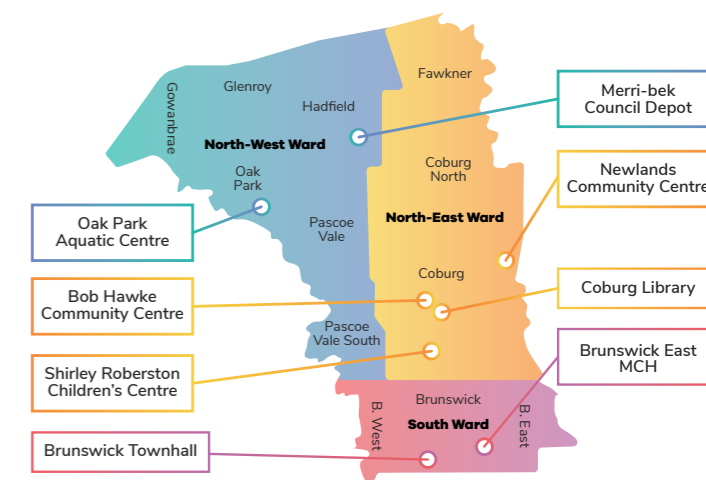 Fawkner
Glenroy
Gowanbrae
Hadfield
Merri-bek
Council Depot
North-West Ward
Oak
Park
Coburg
North
Newlands
Community Centre
Oak Park
Aquatic Centre
Pascoe
Vale
North-East Ward
Coburg
Bob Hawke
Community Centre
Coburg Library
Pascoe
Vale South
Shirley Roberston
Children's Centre
Brunswick East
MCH
Brunswick
B. West
South Ward
B. East
Brunswick Townhall